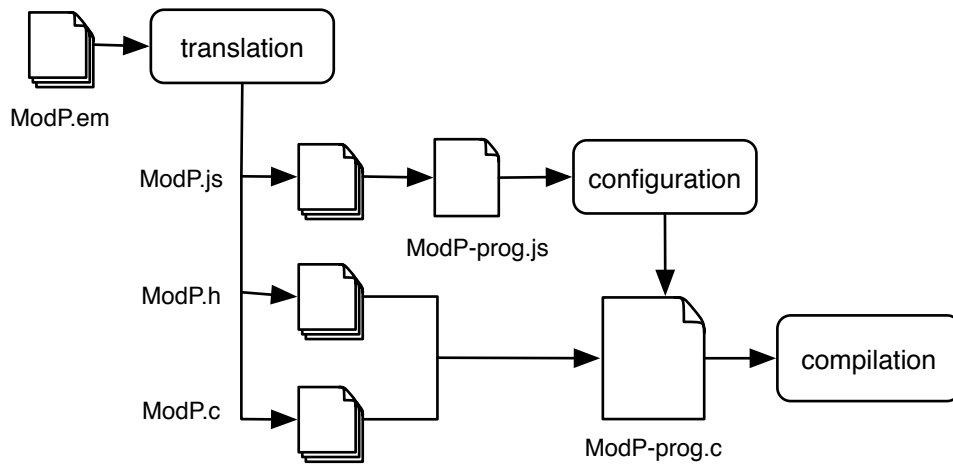 translation
ModP.em
ModP.js
configuration
ModP-prog.js
ModP.h
compilation
ModP.c
ModP-prog.c